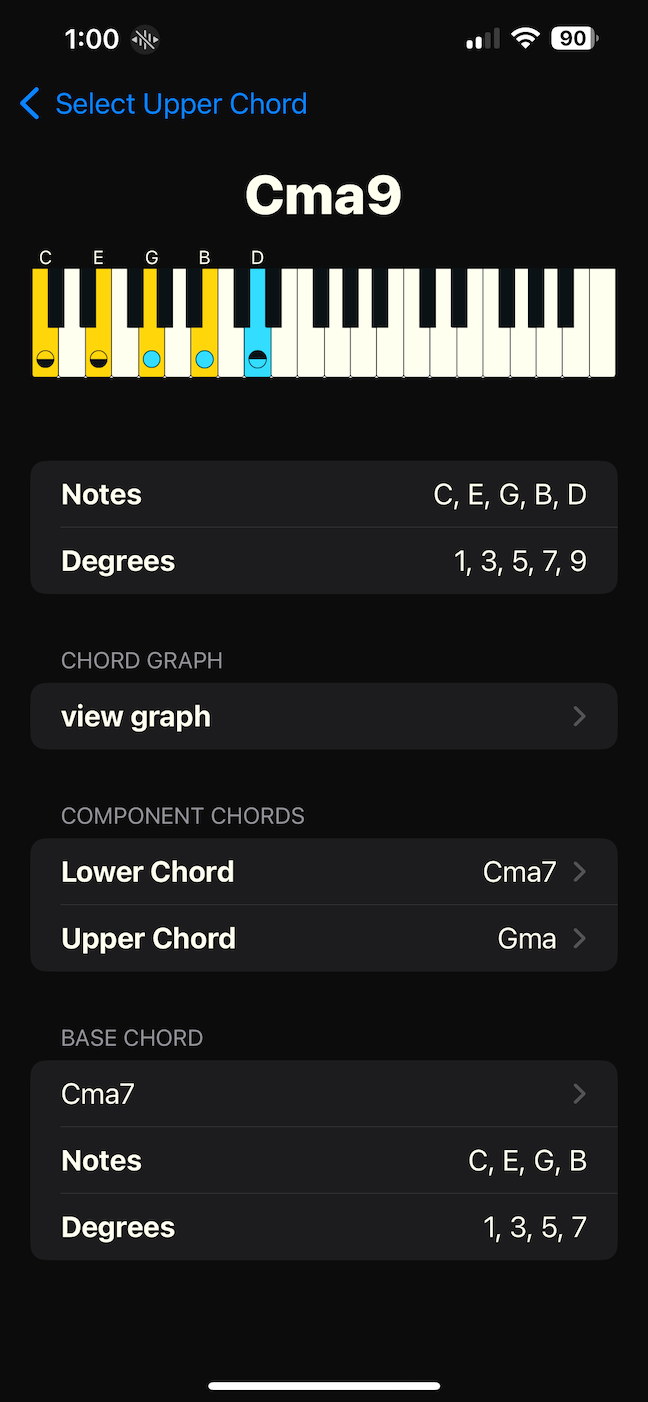 1:00 90
Select Upper Chord
Cma9
C E G B D
Notes C, E, G, B, D
Degrees 1, 3, 5, 7, 9
CHORD GRAPH
view graph
COMPONENT CHORDS
Lower Chord Cma7
Upper Chord Gma
BASE CHORD
Cma7
Notes C, E, G, B
Degrees 1, 3, 5, 7